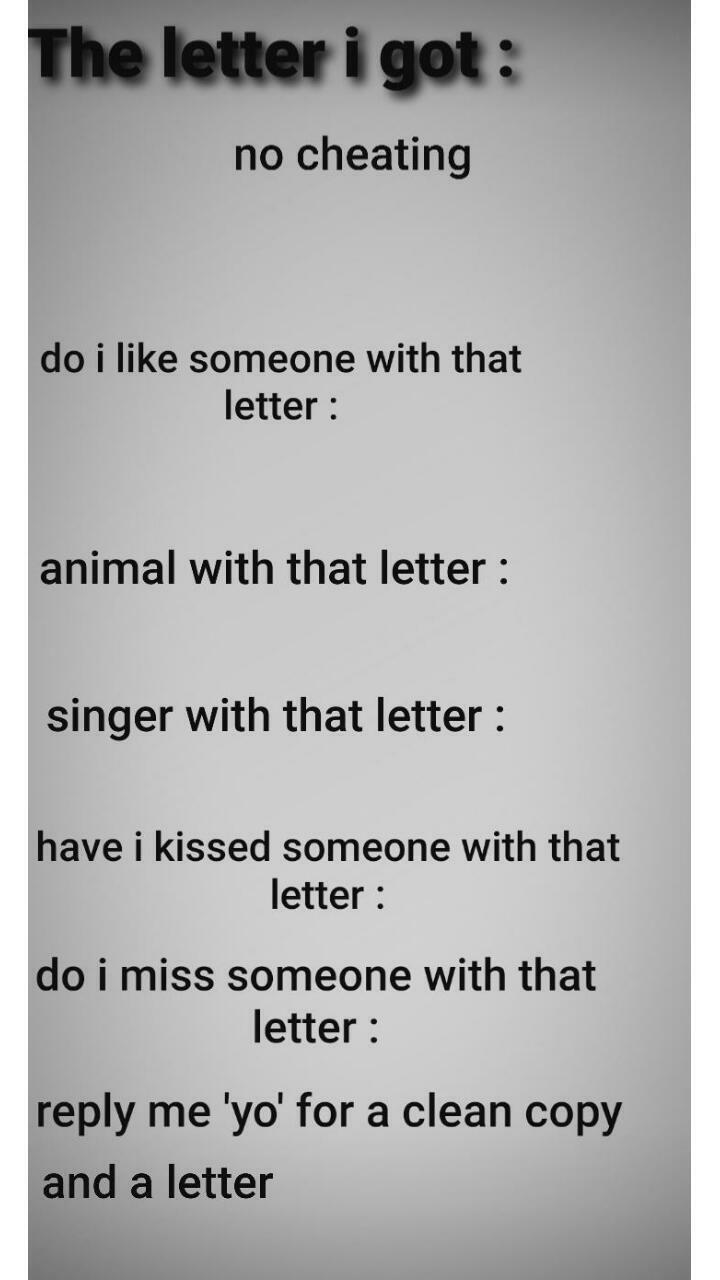 The letter i got :
no cheating
do i like someone with that
letter :
animal with that letter :
singer with that letter :
have i kissed someone with that
letter :
do i miss someone with that
letter :
reply me 'yo' for a clean copy
and a letter